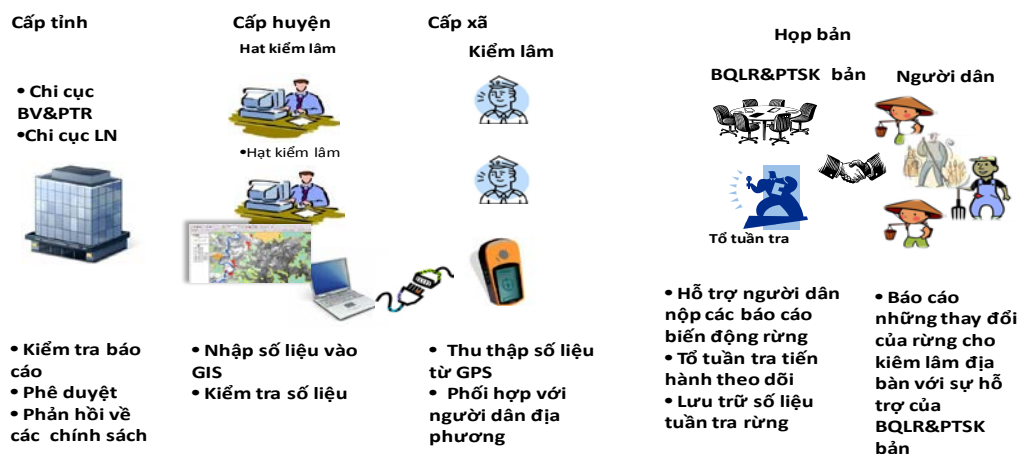 Cấp tỉnh
• Chi cục
BV&PTR
•Chi cục LN
• Kiểm tra báo
cáo
• Phê duyệt
• Phản hồi về
các chính sách
Cấp huyện
Hat kiểm lâm
•Hạt kiểm lâm
• Nhập số liệu vào
GIS
• Kiểm tra số liệu
Cấp xã
Kiểm lâm
• Thu thập số liệu
từ GPS
• Phối hợp với
người dân địa
phương
Họp bản
BQLR&PTSK bản
Tổ tuần tra
• Hỗ trợ người dân
nộp các báo cáo
biến động rừng
• Tổ tuần tra tiến
hành theo dõi
• Lưu trữ số liệu
tuần tra rừng
Người dân
• Báo cáo
những thay đổi
của rừng cho
kiêm lâm địa
bàn với sự hỗ
trợ của
BQLR&PTSK
bản